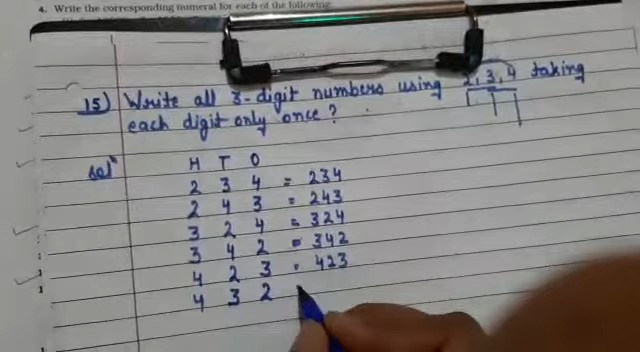 4. Write the corresponding numeral for each of the following:
15) Write all 3-digit numbers using 2, 3, 4 taking
each digit only once?
Solⁿ H T O
2 3 4 = 234
2 4 3 = 243
3 2 4 = 324
3 4 2 = 342
4 2 3 = 423
4 3 2